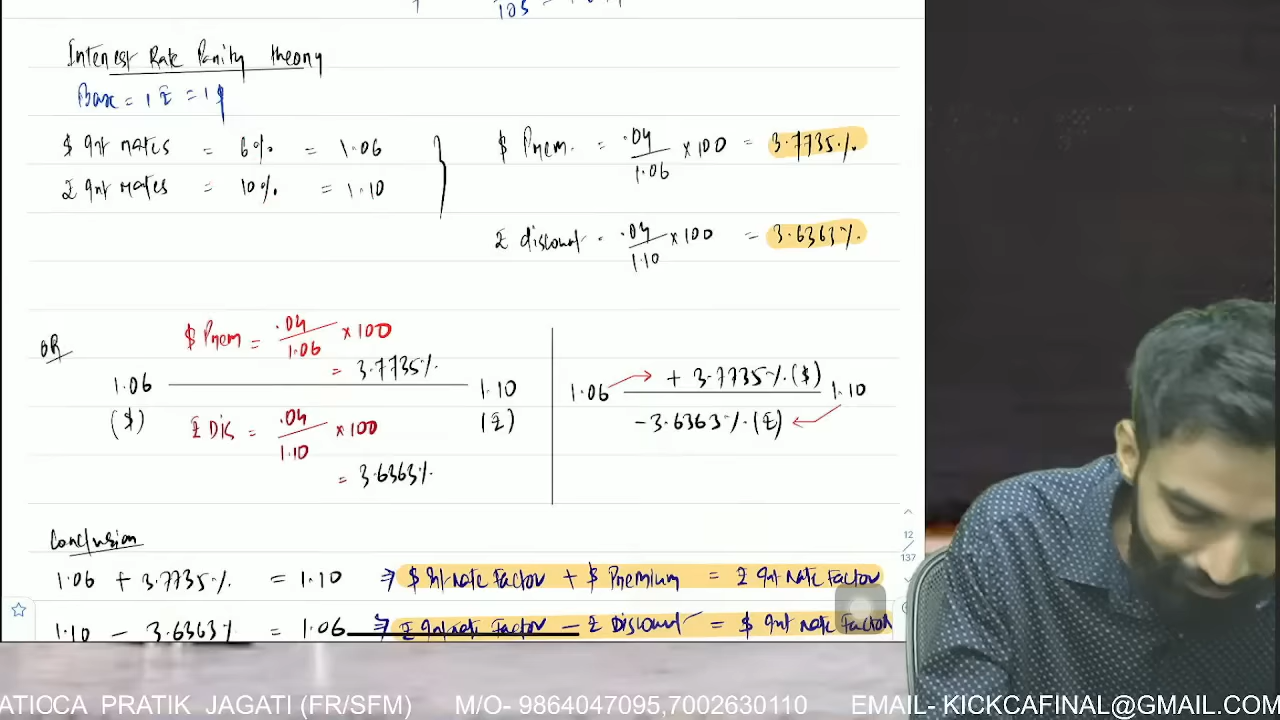 105
Interest Rate Parity theory
Base = 1 £ = 1 $
$ Int rates = 6% = 1.06
£ Int rates = 10% = 1.10
$ Prem. = .04/1.06 × 100 = 3.7735%
£ discount = .04/1.10 × 100 = 3.6363%
OR
$ Prem = .04/1.06 × 100
= 3.7735%
1.06 ($)
1.10 (£)
£ Dis = .04/1.10 × 100
= 3.6363%
1.06 → + 3.7735% ($) 1.10
- 3.6363% (£) ←
Conclusion
1.06 + 3.7735% = 1.10 ⇒ $ Int rate Factor + $ Premium = £ Int Rate Factor
1.10 - 3.6363% = 1.06 ⇒ £ Int rate Factor - £ Discount = $ Int rate Factor
12
137
ATIOCA PRATIK JAGATI (FR/SFM) M/O- 9864047095,7002630110 EMAIL- KICKCAFINAL@GMAIL.COM